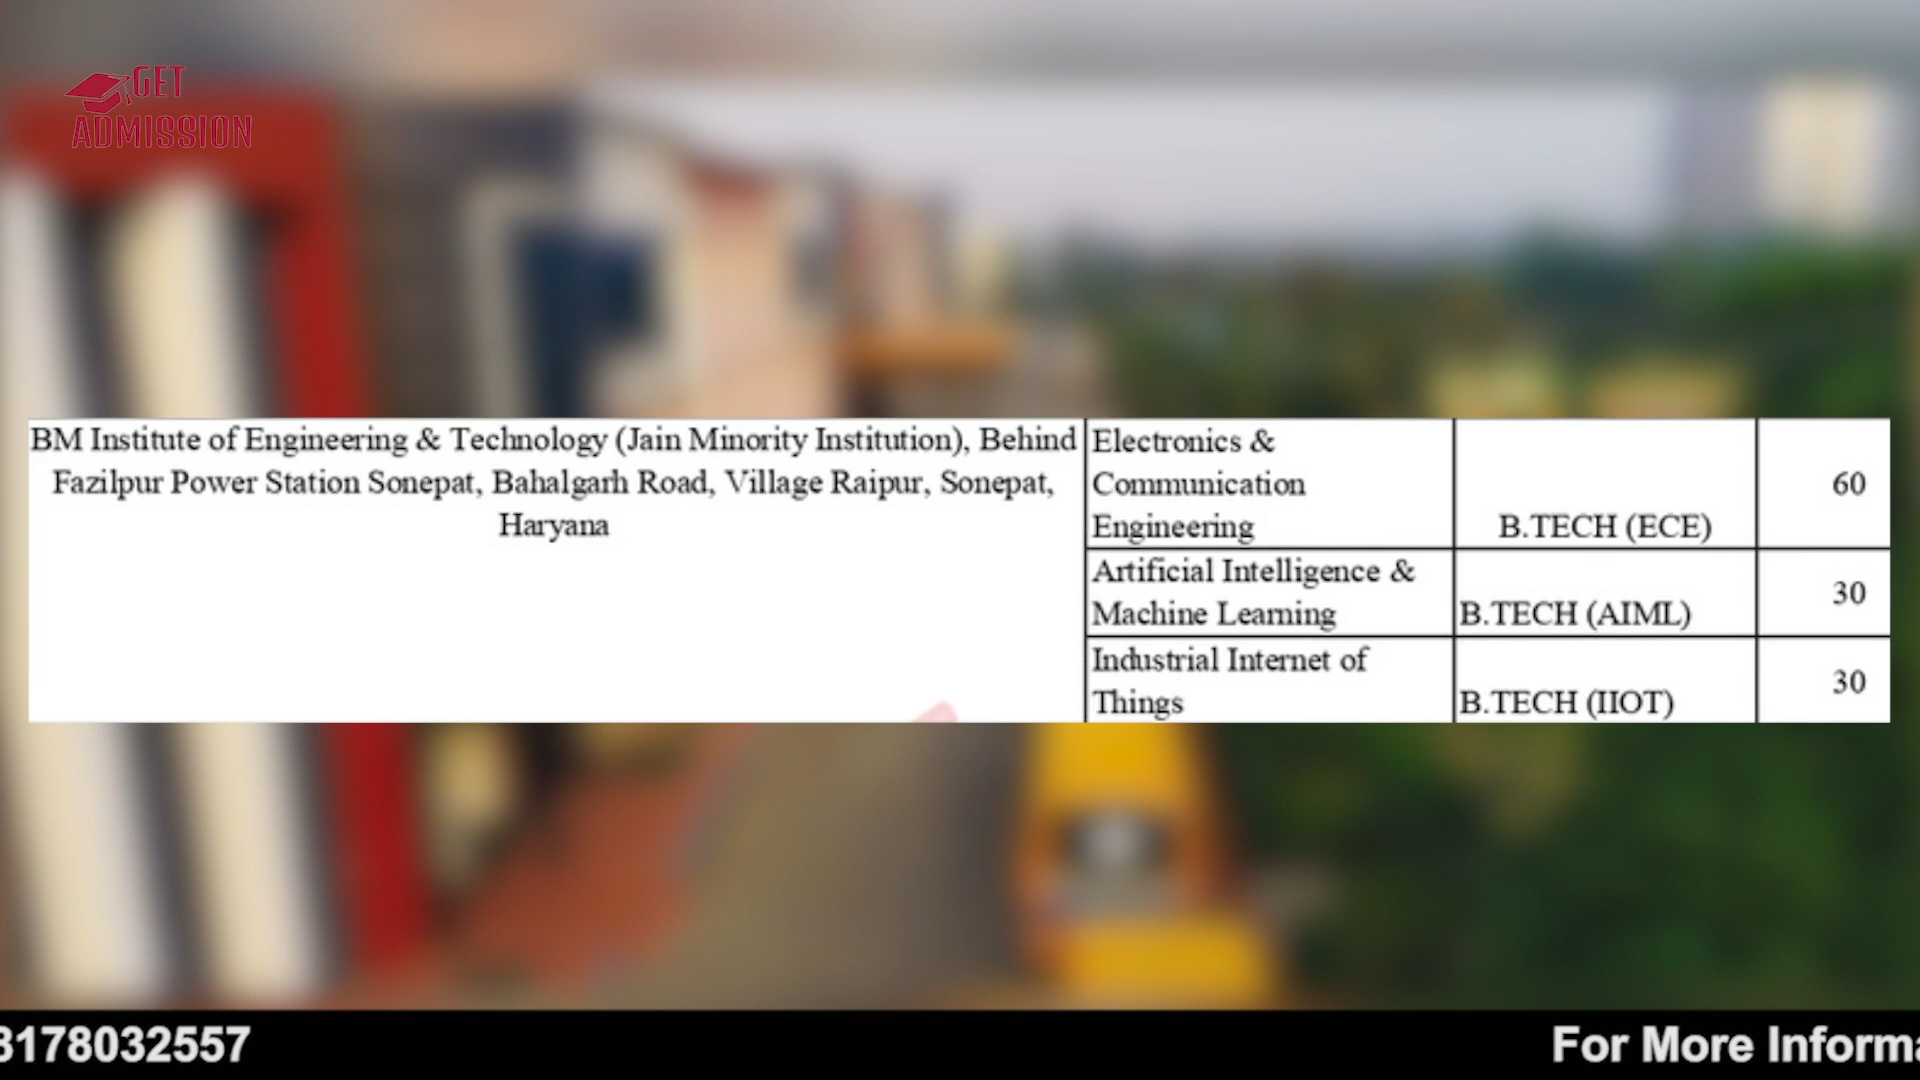 GET
ADMISSION
BM Institute of Engineering & Technology (Jain Minority Institution), Behind
Fazilpur Power Station Sonepat, Bahalgarh Road, Village Raipur, Sonepat,
Haryana
Electronics &
Communication
Engineering
B.TECH (ECE)
60
Artificial Intelligence &
Machine Learning
B.TECH (AIML)
30
Industrial Internet of
Things
B.TECH (IIOT)
30
8178032557
For More Informa